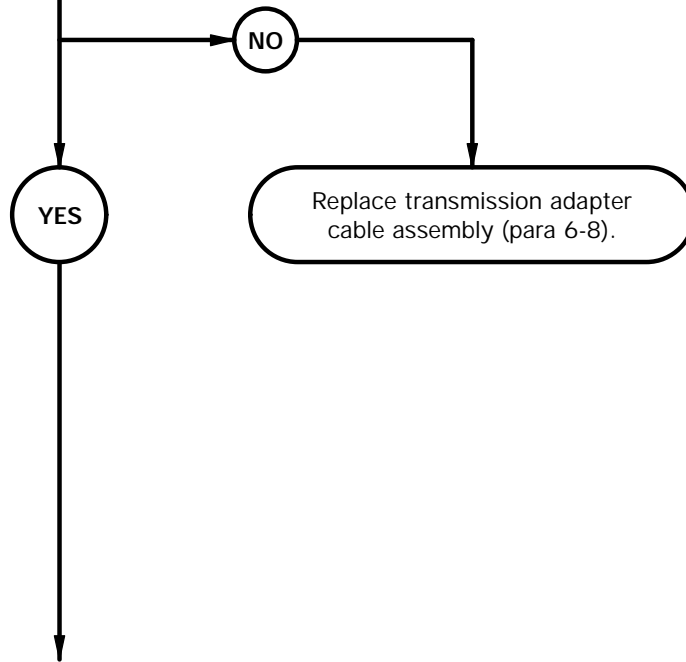 NO
YES
Replace transmission adapter
cable assembly (para 6-8).